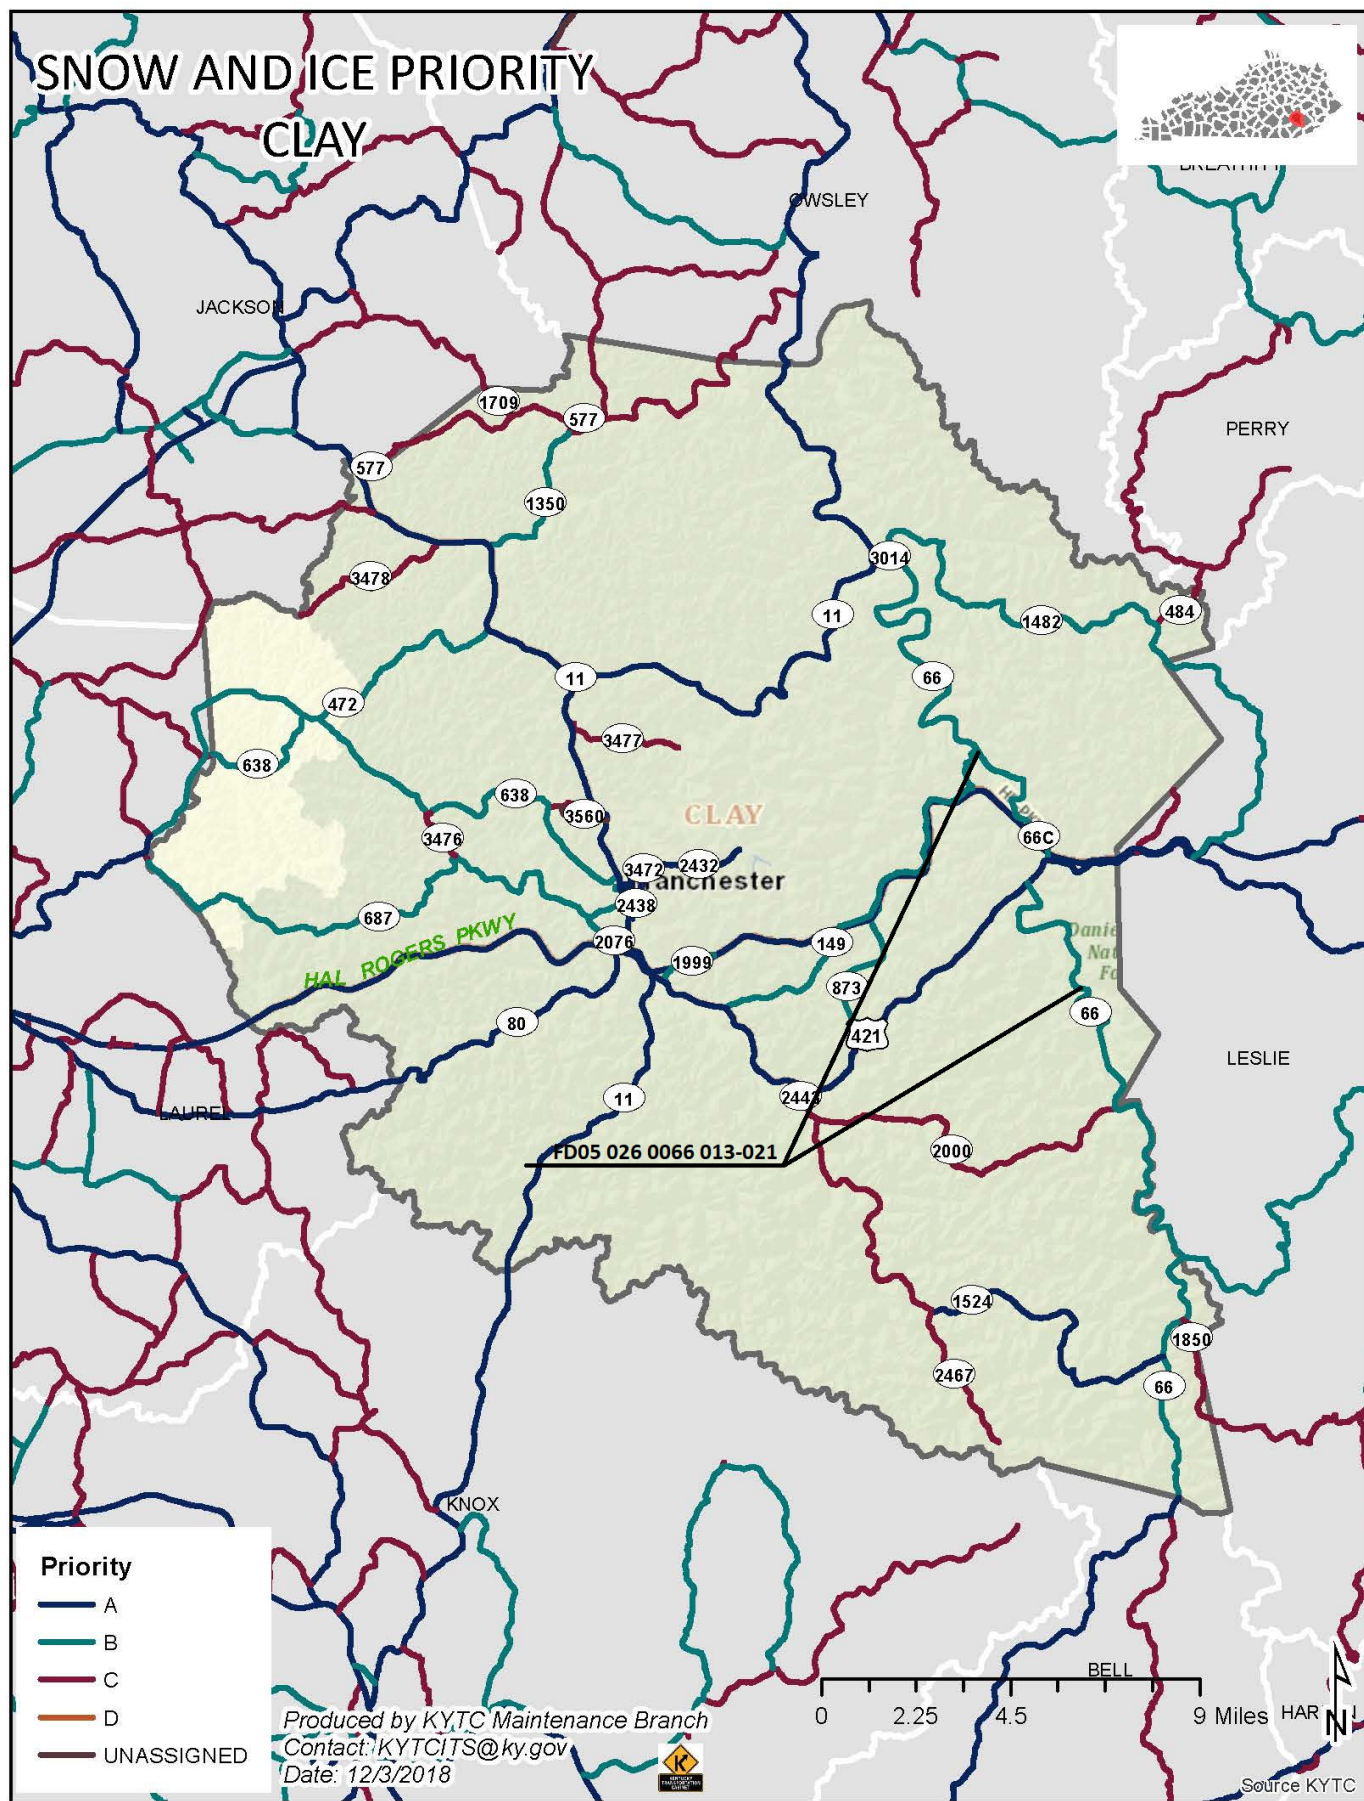 SNOW AND ICE PRIORITY
CLAY
OWSLEY
JACKSON
1709
577
PERRY
577
1350
3014
3478
11
484
1482
11
66
472
3477
638
638
CLAY
3560
3476
66C
3472
2432
anchester
2438
687
HAL ROGERS PKWY
2076
149
1999
Danie
Nat
Fo
873
66
80
421
LESLIE
11
2443
LAUREL
2000
FD05 026 0066 013-021
1524
1850
2467
66
KNOX
Priority
A
B
C
D
UNASSIGNED
BELL
0 2.25 4.5 9 Miles
N
Produced by KYTC Maintenance Branch
Contact: KYTCITS@ky.gov
Date: 12/3/2018
Source KYTC